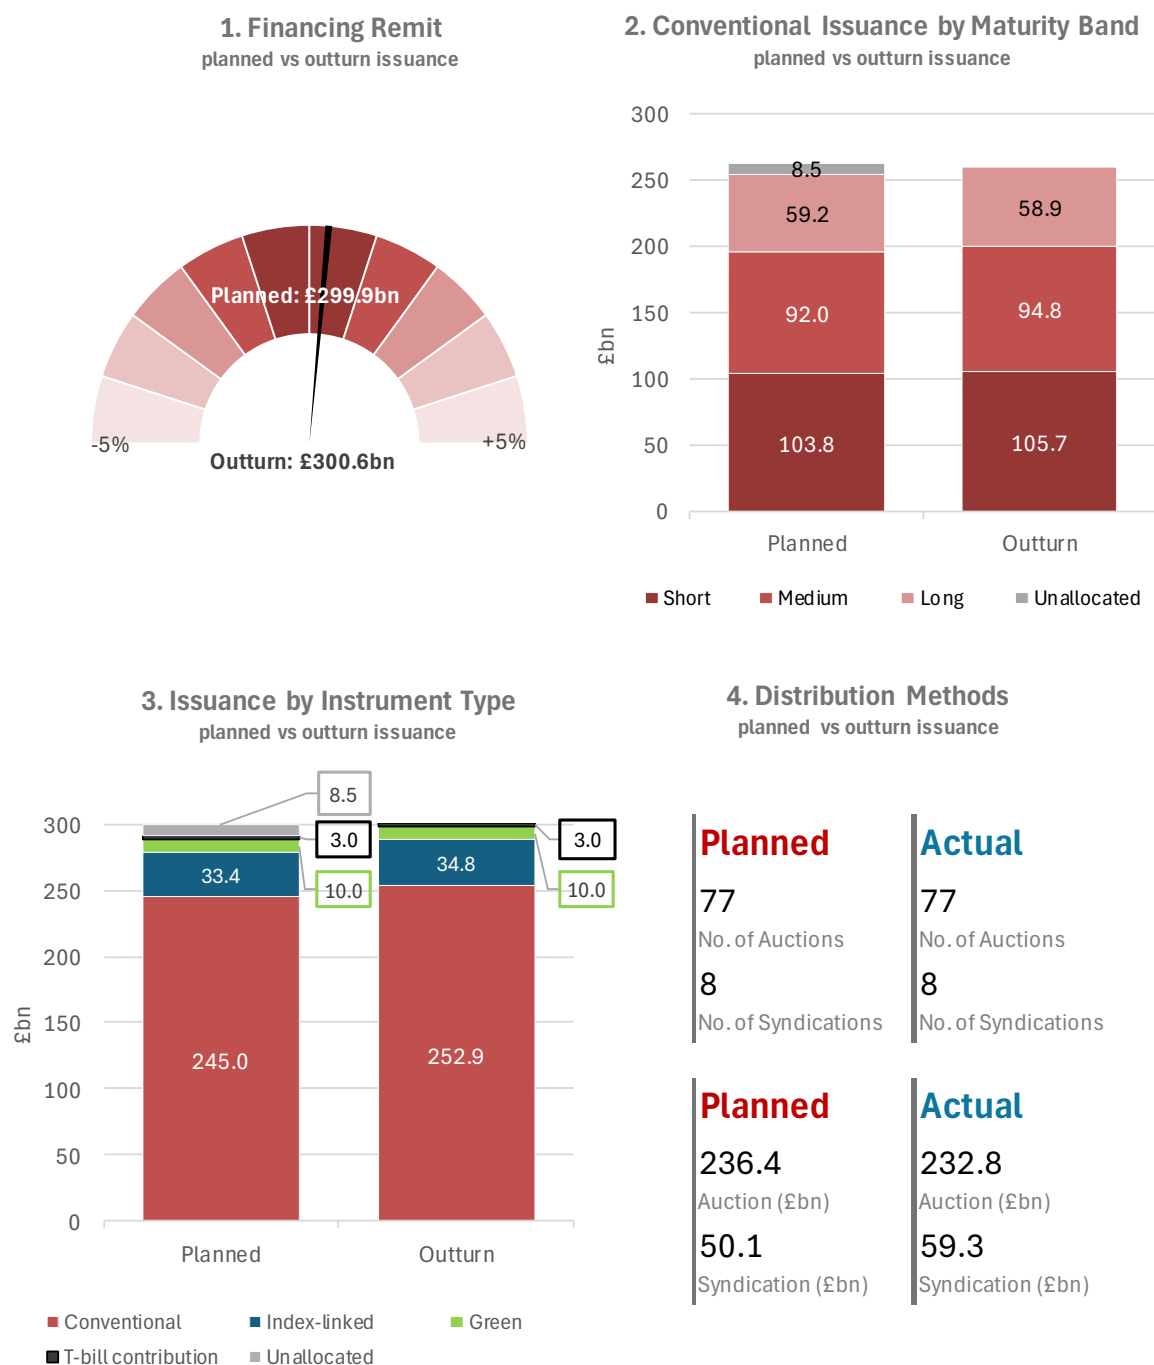 1. Financing Remit
planned vs outturn issuance
Planned: £299.9bn
-5%
+5%
Outturn: £300.6bn
2. Conventional Issuance by Maturity Band
planned vs outturn issuance
300
250
200
150
100
50
0
£bn
8.5
59.2
92.0
103.8
58.9
94.8
105.7
Planned
Outturn
Short
Medium
Long
Unallocated
3. Issuance by Instrument Type
planned vs outturn issuance
300
250
200
150
100
50
0
£bn
8.5
3.0
10.0
33.4
245.0
3.0
10.0
34.8
252.9
Planned
Outturn
Conventional
Index-linked
Green
T-bill contribution
Unallocated
4. Distribution Methods
planned vs outturn issuance
Planned
77
No. of Auctions
8
No. of Syndications
Actual
77
No. of Auctions
8
No. of Syndications
Planned
236.4
Auction (£bn)
50.1
Syndication (£bn)
Actual
232.8
Auction (£bn)
59.3
Syndication (£bn)